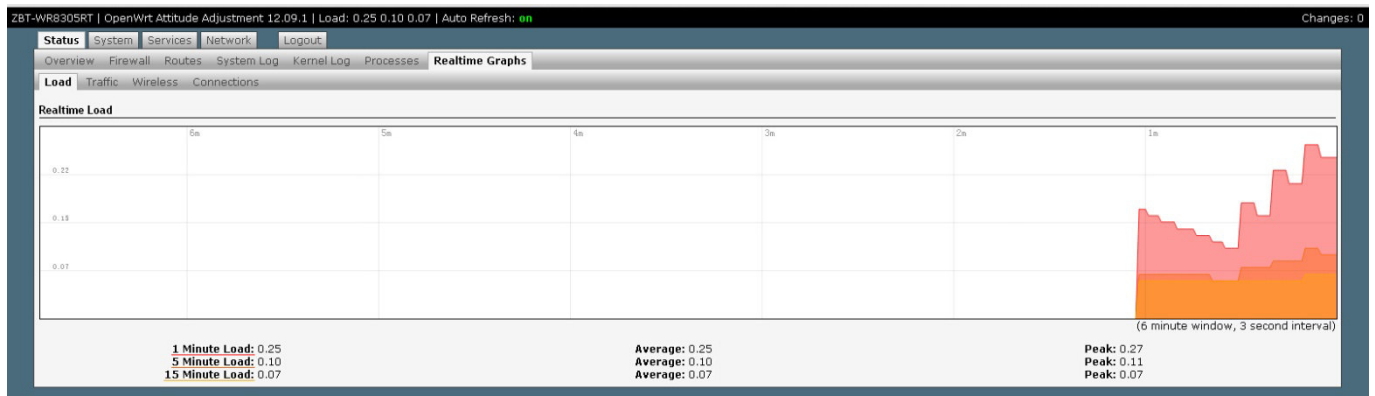 ZBT-WR8305RT | OpenWrt Attitude Adjustment 12.09.1 | Load: 0.25 0.10 0.07 | Auto Refresh: on Changes: 0
Status System Services Network Logout
Overview Firewall Routes System Log Kernel Log Processes Realtime Graphs
Load Traffic Wireless Connections
Realtime Load
6m 5m 4m 3m 2m 1m
0.22
0.15
0.07
(6 minute window, 3 second interval)
1 Minute Load: 0.25 Average: 0.25 Peak: 0.27
5 Minute Load: 0.10 Average: 0.10 Peak: 0.11
15 Minute Load: 0.07 Average: 0.07 Peak: 0.07